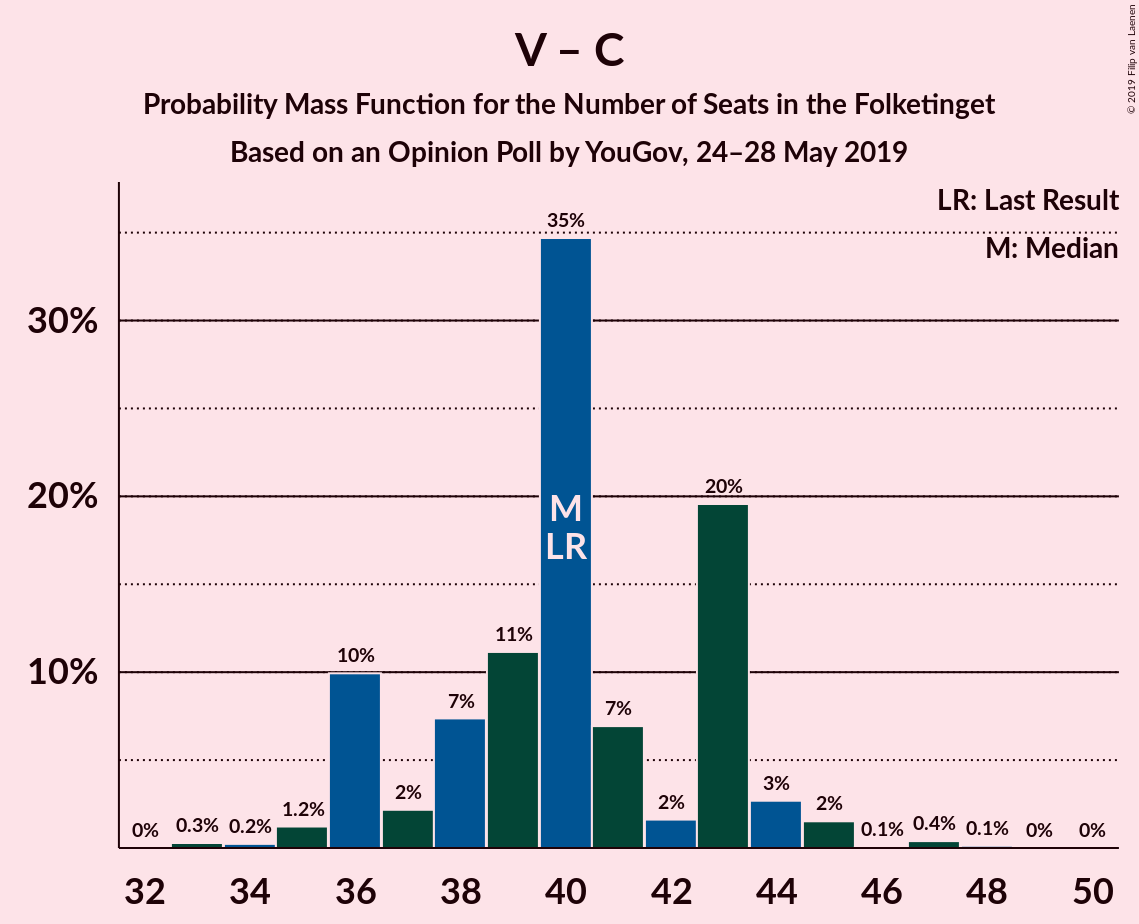 V – C
Probability Mass Function for the Number of Seats in the Folketinget
Based on an Opinion Poll by YouGov, 24–28 May 2019
© 2019 Filip van Laenen
LR: Last Result
M: Median
30%
20%
10%
0%
0.3%
0.2%
1.2%
10%
2%
7%
11%
35%
7%
2%
20%
3%
2%
0.1%
0.4%
0.1%
0%
0%
M
LR
32 34 36 38 40 42 44 46 48 50